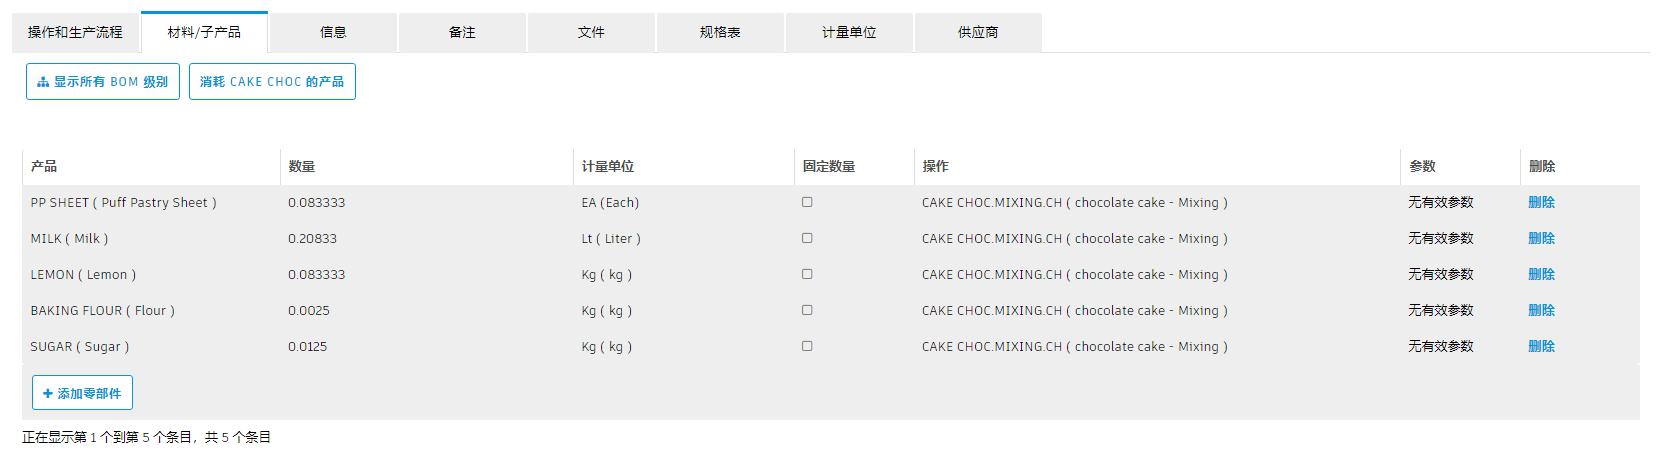 操作和生产流程 材料/子产品 信息 备注 文件 规格表 计量单位 供应商
显示所有 BOM 级别 消耗 CAKE CHOC 的产品
产品 数量 计量单位 固定数量 操作 参数 删除
PP SHEET ( Puff Pastry Sheet ) 0.083333 EA (Each) CAKE CHOC.MIXING.CH ( chocolate cake - Mixing ) 无有效参数 删除
MILK ( Milk ) 0.20833 Lt ( Liter ) CAKE CHOC.MIXING.CH ( chocolate cake - Mixing ) 无有效参数 删除
LEMON ( Lemon ) 0.083333 Kg ( kg ) CAKE CHOC.MIXING.CH ( chocolate cake - Mixing ) 无有效参数 删除
BAKING FLOUR ( Flour ) 0.0025 Kg ( kg ) CAKE CHOC.MIXING.CH ( chocolate cake - Mixing ) 无有效参数 删除
SUGAR ( Sugar ) 0.0125 Kg ( kg ) CAKE CHOC.MIXING.CH ( chocolate cake - Mixing ) 无有效参数 删除
+ 添加零部件
正在显示第 1 个到第 5 个条目，共 5 个条目